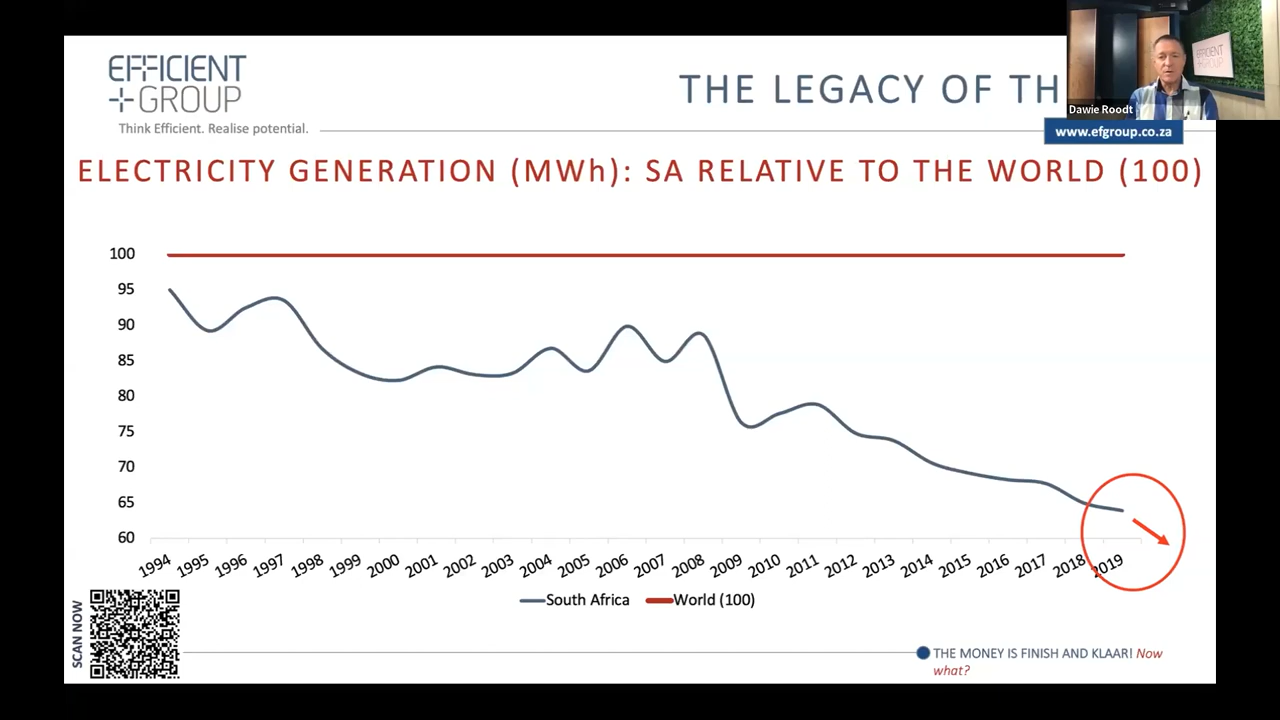 EFFICIENT
GROUP
Think Efficient. Realise potential.
THE LEGACY OF TH
Dawie Roodt
www.efgroup.co.za
ELECTRICITY GENERATION (MWh): SA RELATIVE TO THE WORLD (100)
100
95
90
85
80
75
70
65
60
1994 1995 1996 1997 1998 1999 2000 2001 2002 2003 2004 2005 2006 2007 2008 2009 2010 2011 2012 2013 2014 2015 2016 2017 2018 2019
South Africa World (100)
SCAN NOW
THE MONEY IS FINISH AND KLAAR! Now
what?